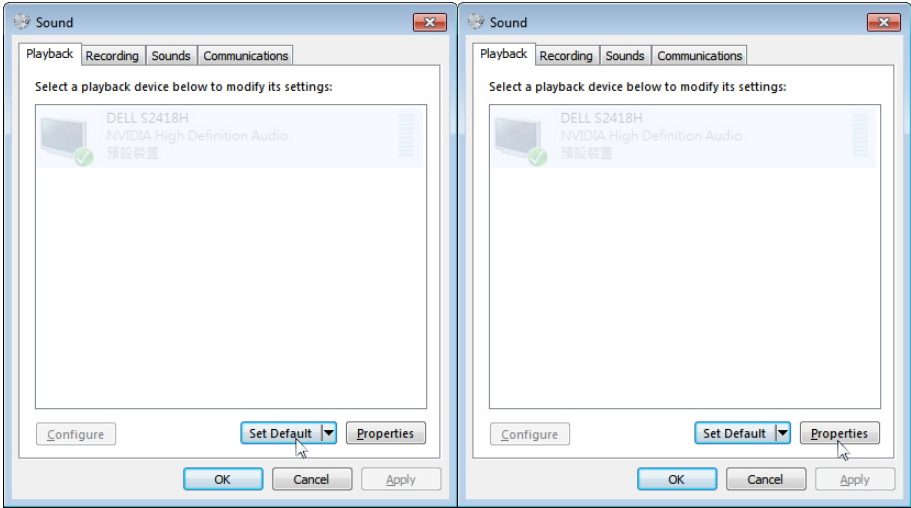 Sound
Playback Recording Sounds Communications
Select a playback device below to modify its settings:
DELL S2418H
NVIDIA High Definition Audio
預設裝置
Configure Set Default Properties
OK Cancel Apply
Sound
Playback Recording Sounds Communications
Select a playback device below to modify its settings:
DELL S2418H
NVIDIA High Definition Audio
預設裝置
Configure Set Default Properties
OK Cancel Apply